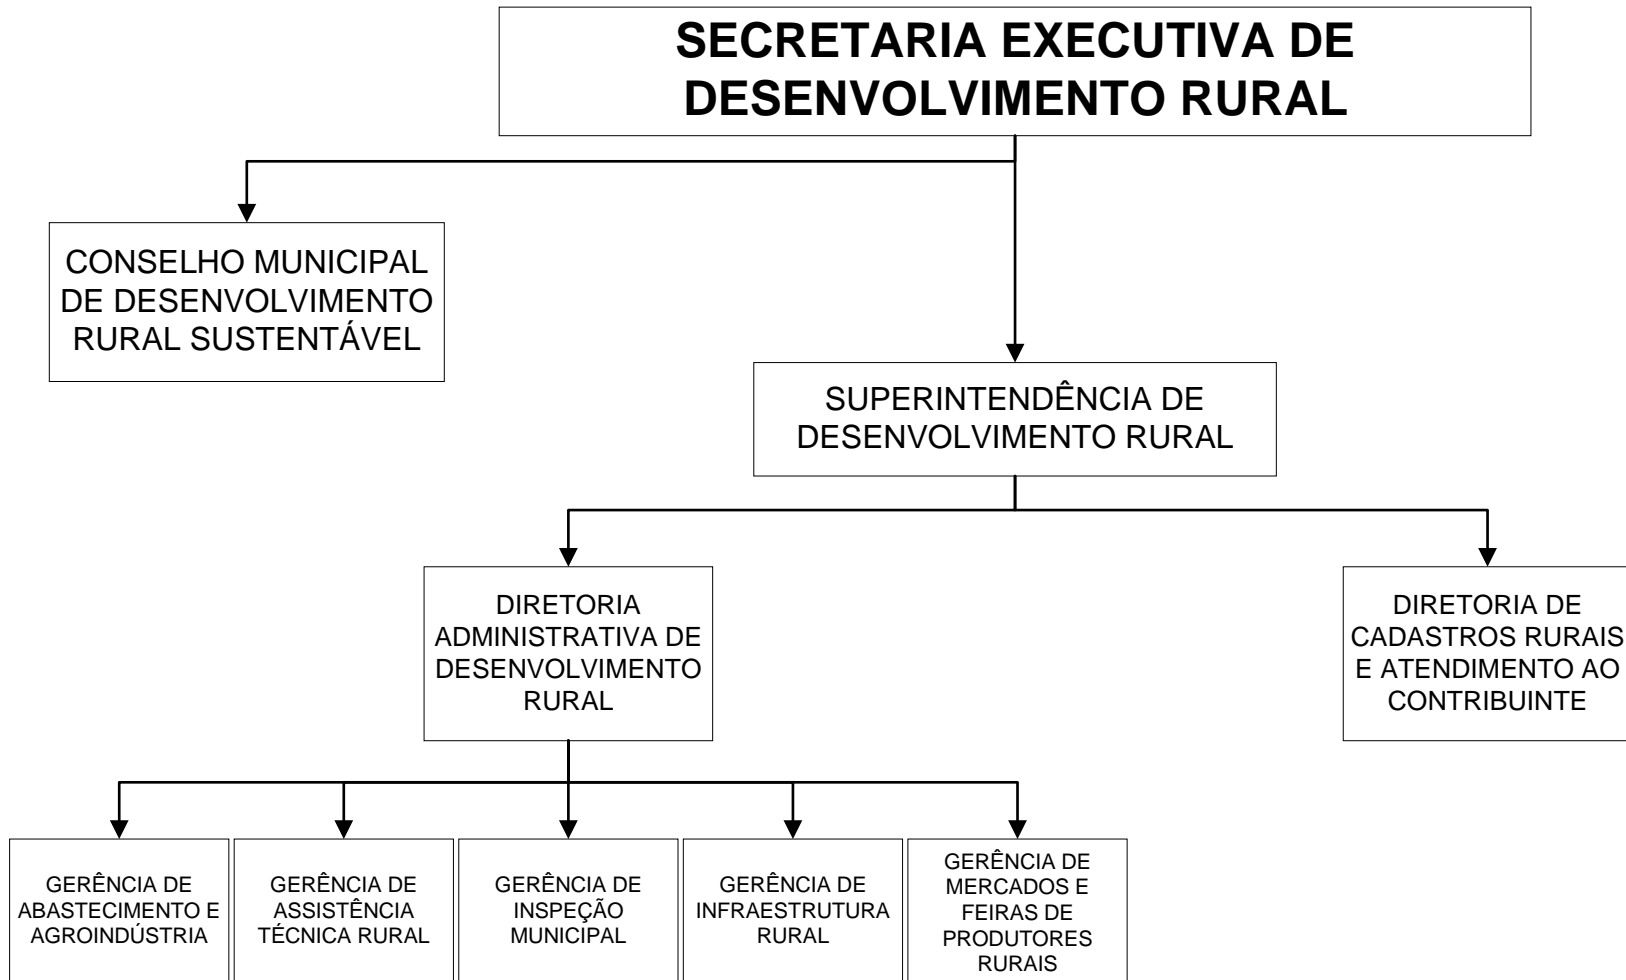 SECRETARIA EXECUTIVA DE
DESENVOLVIMENTO RURAL
CONSELHO MUNICIPAL
DE DESENVOLVIMENTO
RURAL SUSTENTÁVEL
SUPERINTENDÊNCIA DE
DESENVOLVIMENTO RURAL
DIRETORIA
ADMINISTRATIVA DE
DESENVOLVIMENTO
RURAL
DIRETORIA DE
CADASTROS RURAIS
E ATENDIMENTO AO
CONTRIBUINTE
GERÊNCIA DE
ABASTECIMENTO E
AGROINDÚSTRIA
GERÊNCIA DE
ASSISTÊNCIA
TÉCNICA RURAL
GERÊNCIA DE
INSPEÇÃO
MUNICIPAL
GERÊNCIA DE
INFRAESTRUTURA
RURAL
GERÊNCIA DE
MERCADOS E
FEIRAS DE
PRODUTORES
RURAIS